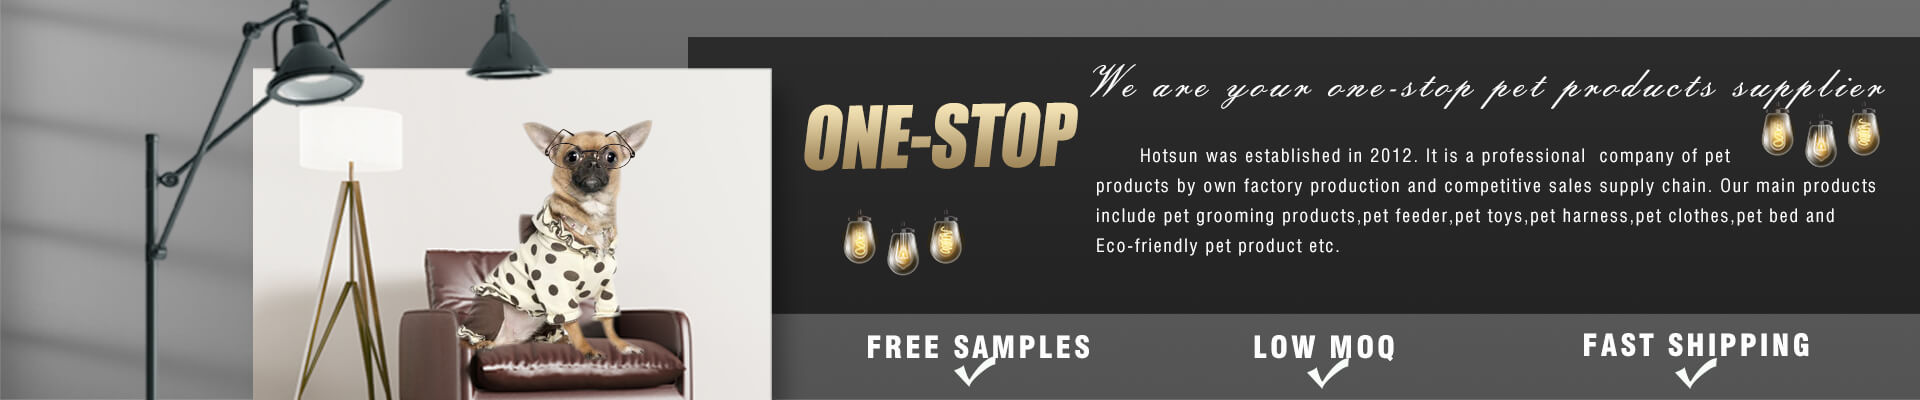 We are your one-stop pet products supplier
ONE-STOP
Hotsun was established in 2012. It is a professional  company of pet
products by own factory production and competitive sales supply chain. Our main products
include pet grooming products,pet feeder,pet toys,pet harness,pet clothes,pet bed and
Eco-friendly pet product etc.
FREE SAMPLES
LOW MOQ
FAST SHIPPING